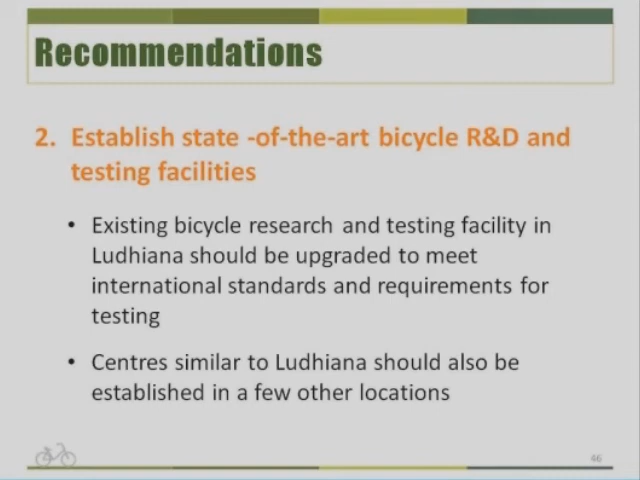 Recommendations
2. Establish state -of-the-art bicycle R&D and
testing facilities
• Existing bicycle research and testing facility in
Ludhiana should be upgraded to meet
international standards and requirements for
testing
• Centres similar to Ludhiana should also be
established in a few other locations
46